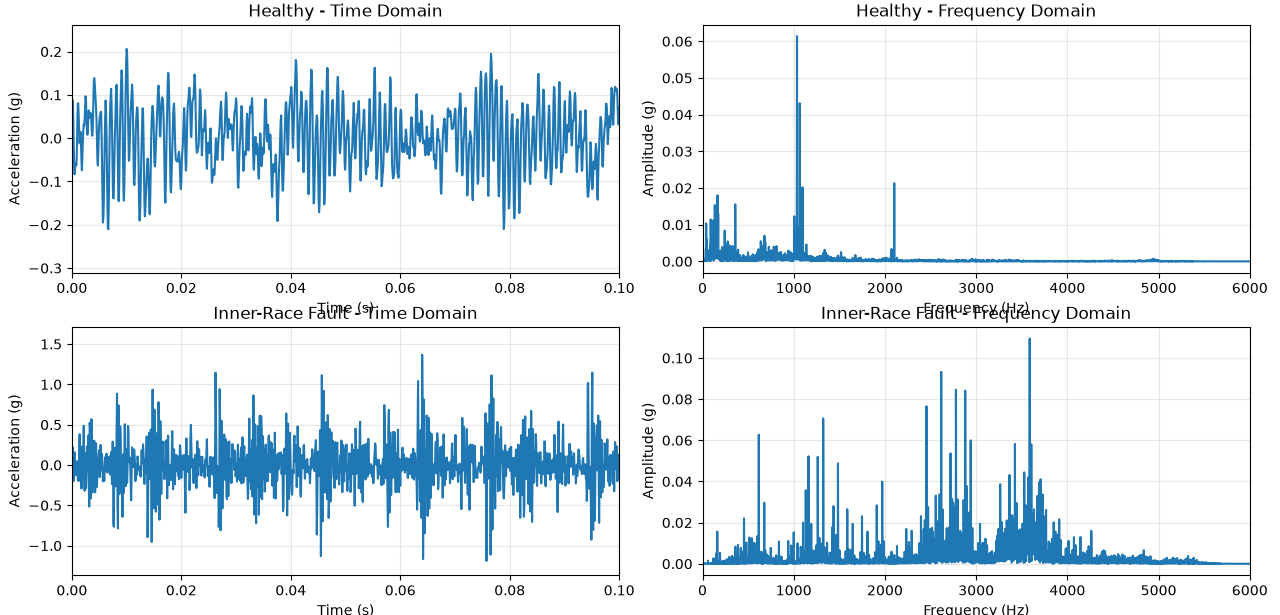 Healthy - Time Domain
Acceleration (g)
0.2
0.1
0.0
−0.1
−0.2
−0.3
0.00 0.02 0.04 0.06 0.08 0.10
Time (s)
Healthy - Frequency Domain
Amplitude (g)
0.06
0.05
0.04
0.03
0.02
0.01
0.00
0 1000 2000 3000 4000 5000 6000
Frequency (Hz)
Inner-Race Fault - Time Domain
Acceleration (g)
1.5
1.0
0.5
0.0
−0.5
−1.0
0.00 0.02 0.04 0.06 0.08 0.10
Time (s)
Inner-Race Fault - Frequency Domain
Amplitude (g)
0.10
0.08
0.06
0.04
0.02
0.00
0 1000 2000 3000 4000 5000 6000
Frequency (Hz)